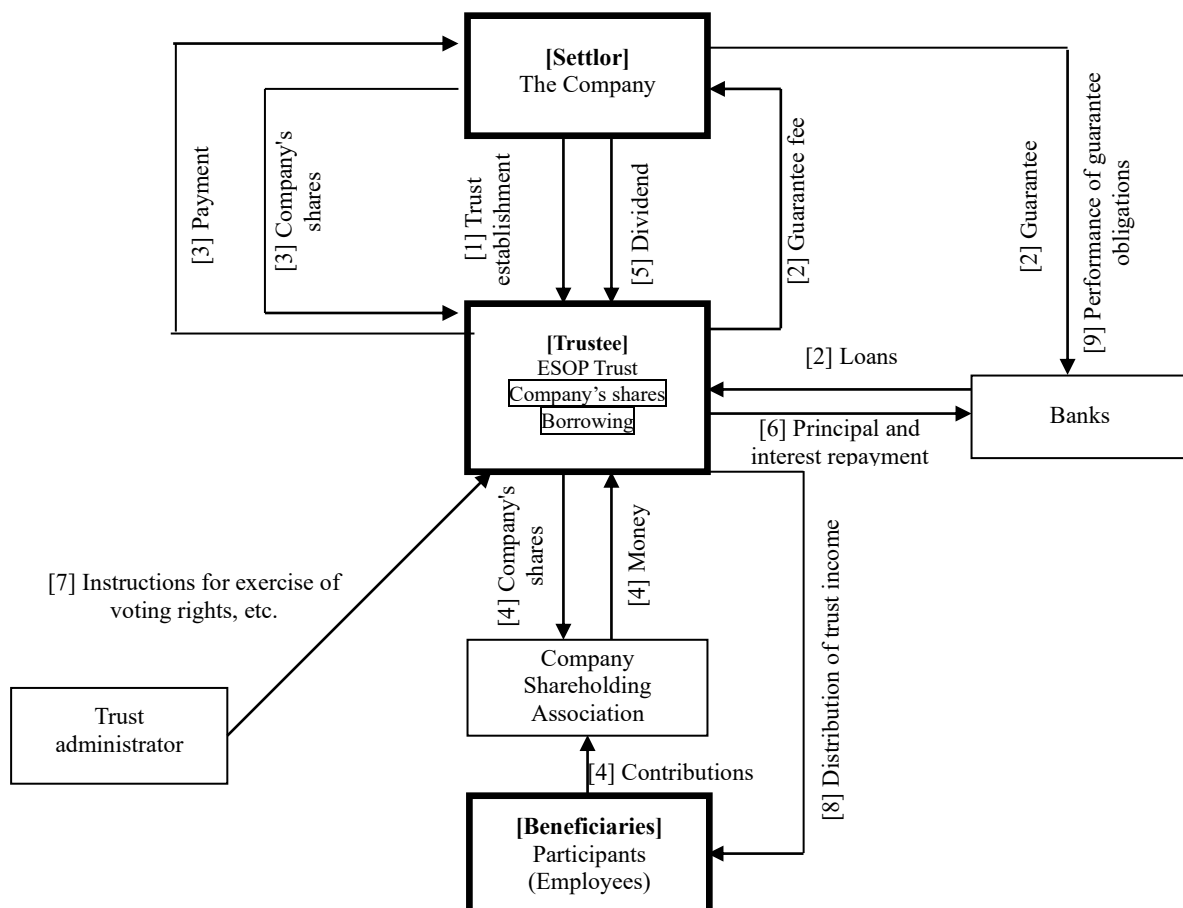 [Settlor]
The Company
[3] Payment
[3] Company's
shares
[1] Trust
establishment
[5] Dividend
[2] Guarantee fee
[2] Guarantee
[9] Performance of guarantee
obligations
[Trustee]
ESOP Trust
Company’s shares
Borrowing
[2] Loans
Banks
[6] Principal and
interest repayment
[7] Instructions for exercise of
voting rights, etc.
[4] Company's
shares
[4] Money
[8] Distribution of trust income
Company
Shareholding
Association
Trust
administrator
[4] Contributions
[Beneficiaries]
Participants
(Employees)